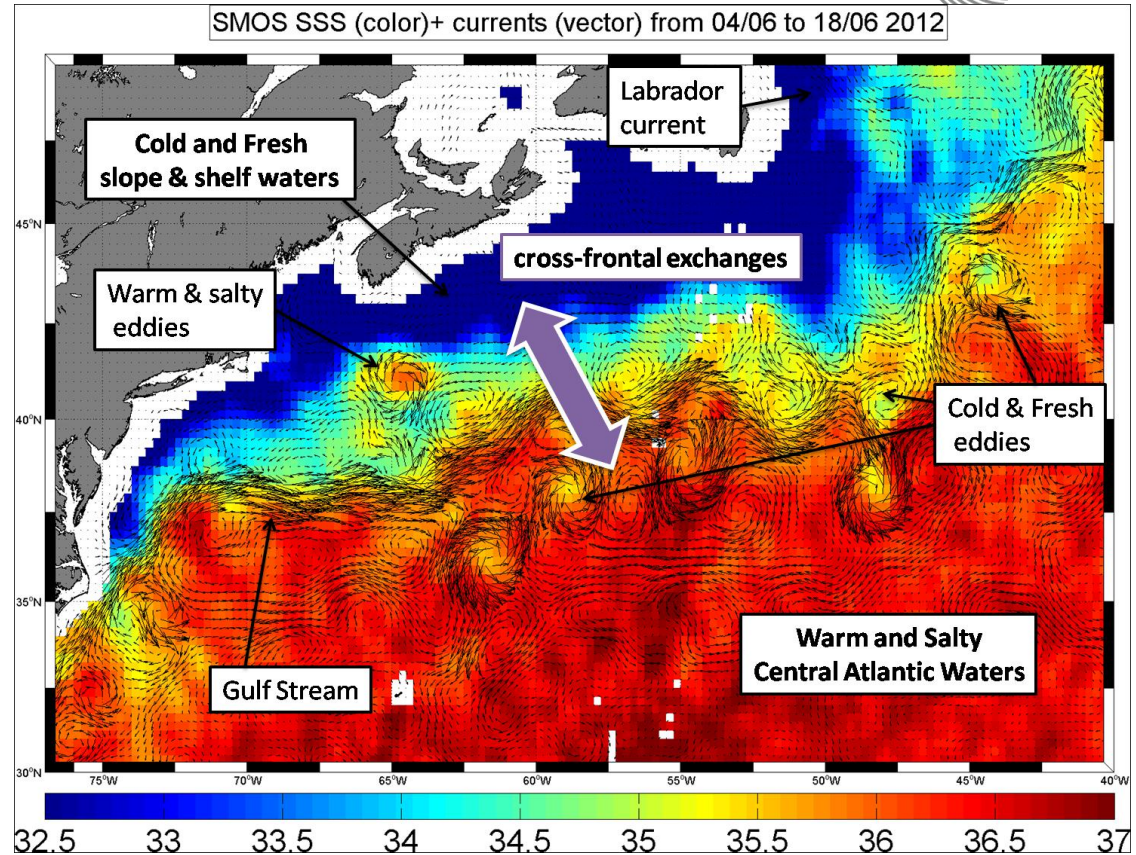 SMOS SSS (color)+ currents (vector) from 04/06 to 18/06 2012
Labrador
current
Cold and Fresh
slope & shelf waters
45°N
cross-frontal exchanges
Warm & salty
eddies
40°N
Cold & Fresh
eddies
35°N
Warm and Salty
Central Atlantic Waters
Gulf Stream
30°N
75°W 70°W 65°W 60°W 55°W 50°W 45°W 40°W
32.5 33 33.5 34 34.5 35 35.5 36 36.5 37